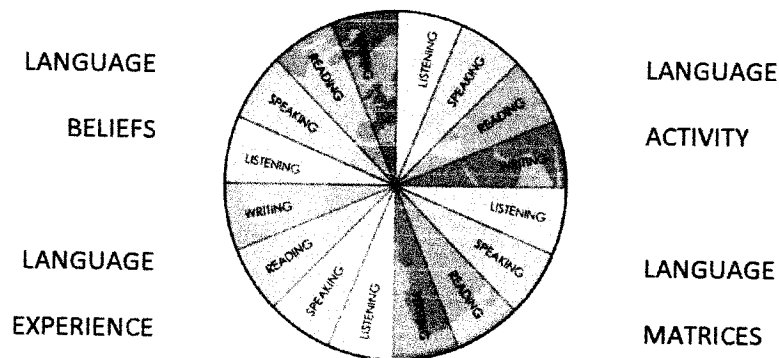 LANGUAGE
BELIEFS
LANGUAGE
ACTIVITY
LISTENING
SPEAKING
READING
WRITING
LISTENING
SPEAKING
READING
LISTENING
SPEAKING
READING
WRITING
LISTENING
SPEAKING
READING
LANGUAGE
EXPERIENCE
LANGUAGE
MATRICES